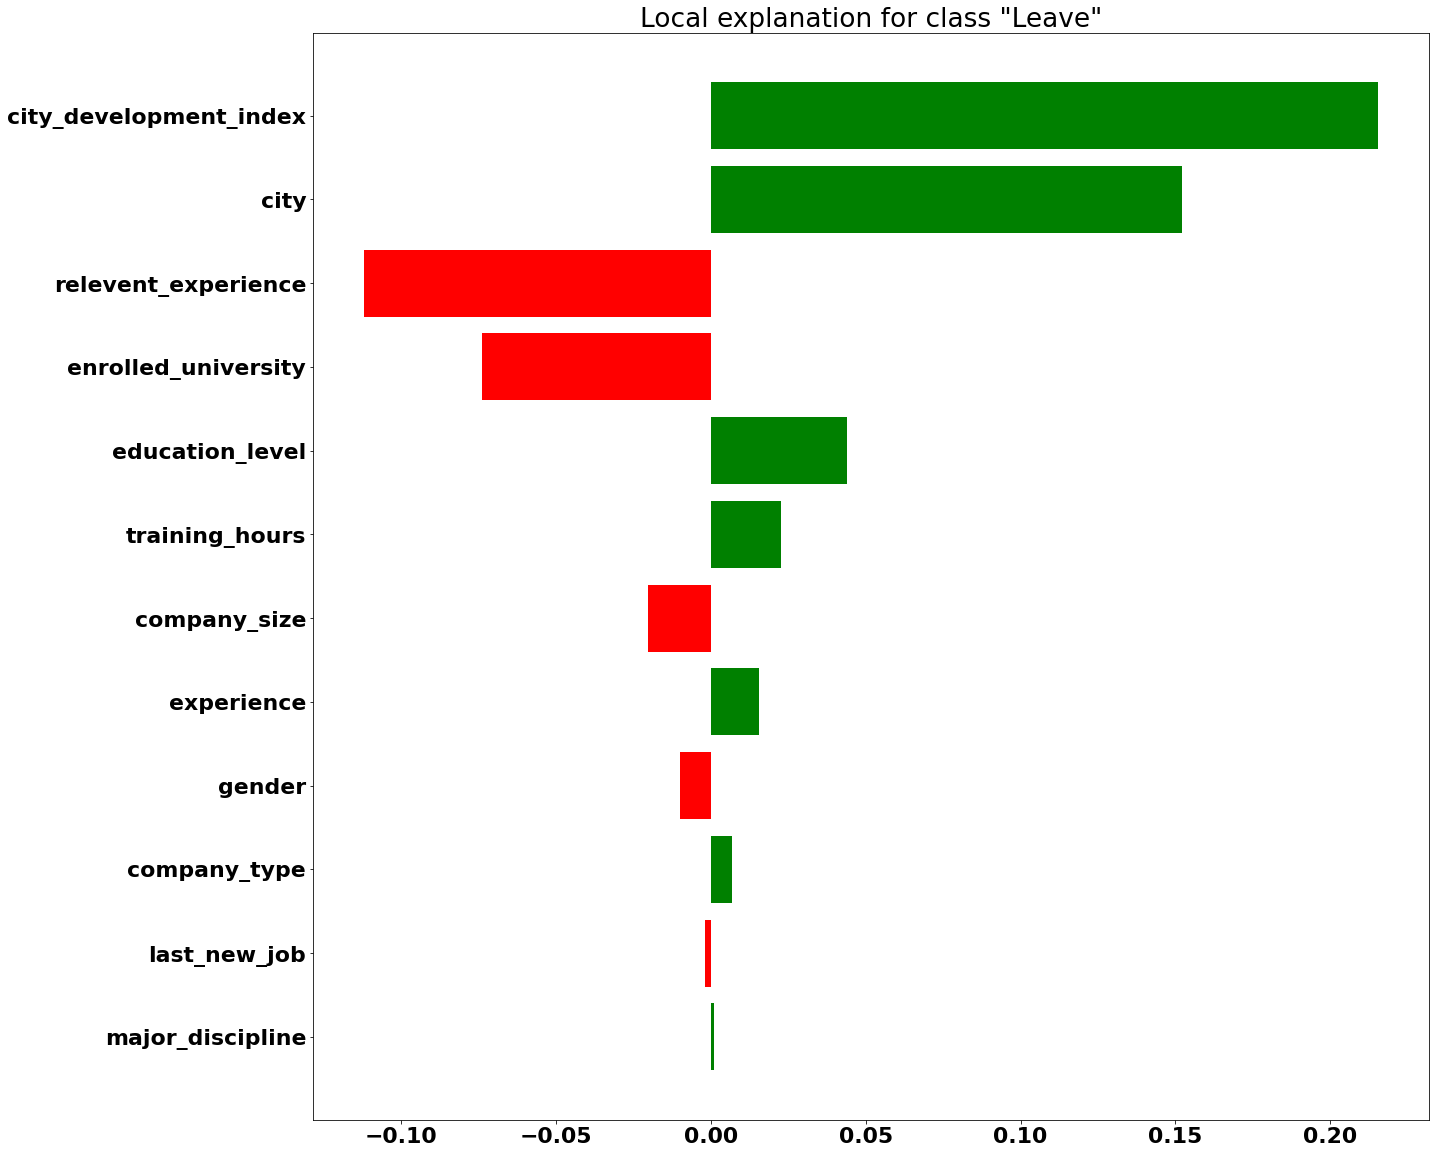 Local explanation for class "Leave"
city_development_index
city
relevent_experience
enrolled_university
education_level
training_hours
company_size
experience
gender
company_type
last_new_job
major_discipline
−0.10 −0.05 0.00 0.05 0.10 0.15 0.20